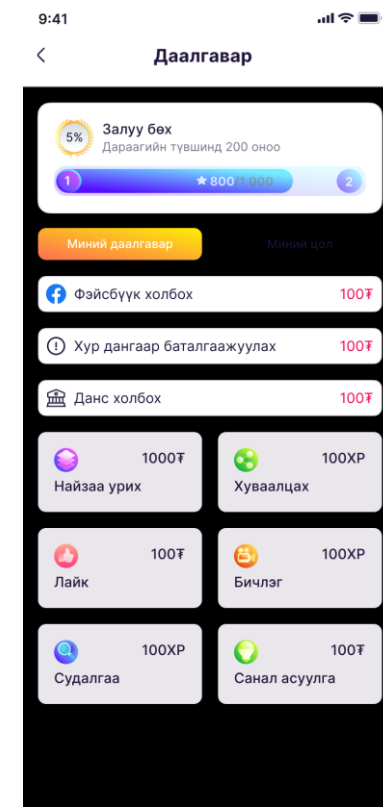 9:41
Даалгавар
5%
Залуу бөх
Дараагийн түвшинд 200 оноо
1 800/1.000 2
Миний даалгавар Миний цол
Фэйсбүүк холбох 100₮
Хур дангаар баталгаажуулах 100₮
Данс холбох 100₮
1000₮ 100XP
Найзаа урих Хуваалцах
100₮ 100XP
Лайк Бичлэг
100XP 100₮
Судалгаа Санал асуулга